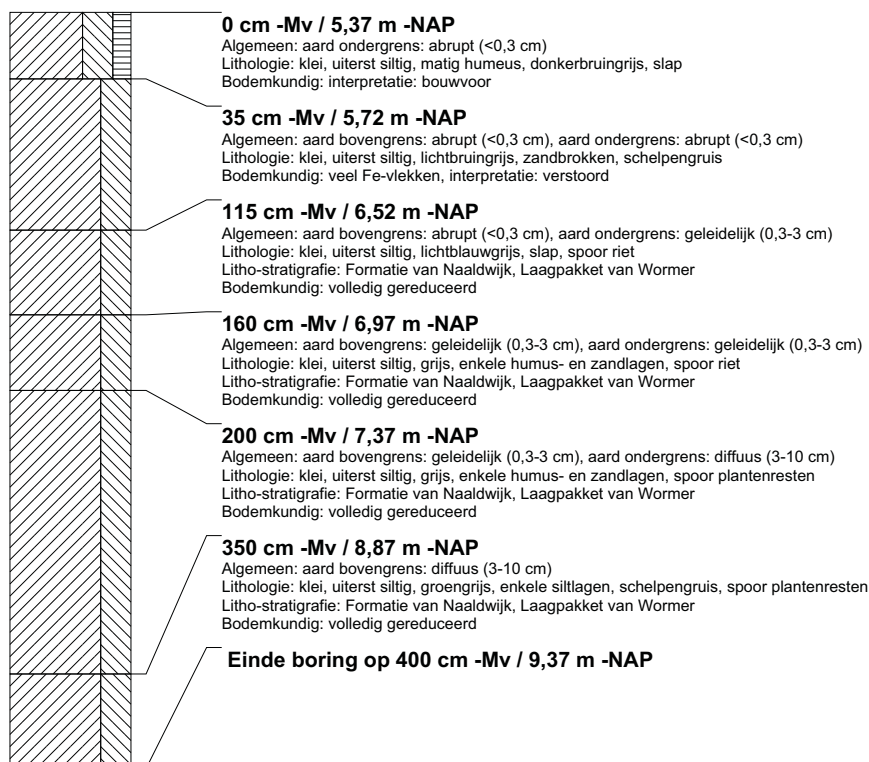 0 cm -Mv / 5,37 m -NAP
Algemeen: aard ondergrens: abrupt (<0,3 cm)
Lithologie: klei, uiterst siltig, matig humeus, donkerbruingrijs, slap
Bodemkundig: interpretatie: bouwvoor
35 cm -Mv / 5,72 m -NAP
Algemeen: aard bovengrens: abrupt (<0,3 cm), aard ondergrens: abrupt (<0,3 cm)
Lithologie: klei, uiterst siltig, lichtbruingrijs, zandbrokken, schelpengruis
Bodemkundig: veel Fe-vlekken, interpretatie: verstoord
115 cm -Mv / 6,52 m -NAP
Algemeen: aard bovengrens: abrupt (<0,3 cm), aard ondergrens: geleidelijk (0,3-3 cm)
Lithologie: klei, uiterst siltig, lichtblauwgrijs, slap, spoor riet
Litho-stratigrafie: Formatie van Naaldwijk, Laagpakket van Wormer
Bodemkundig: volledig gereduceerd
160 cm -Mv / 6,97 m -NAP
Algemeen: aard bovengrens: geleidelijk (0,3-3 cm), aard ondergrens: geleidelijk (0,3-3 cm)
Lithologie: klei, uiterst siltig, grijs, enkele humus- en zandlagen, spoor riet
Litho-stratigrafie: Formatie van Naaldwijk, Laagpakket van Wormer
Bodemkundig: volledig gereduceerd
200 cm -Mv / 7,37 m -NAP
Algemeen: aard bovengrens: geleidelijk (0,3-3 cm), aard ondergrens: diffuus (3-10 cm)
Lithologie: klei, uiterst siltig, grijs, enkele humus- en zandlagen, spoor plantenresten
Litho-stratigrafie: Formatie van Naaldwijk, Laagpakket van Wormer
Bodemkundig: volledig gereduceerd
350 cm -Mv / 8,87 m -NAP
Algemeen: aard bovengrens: diffuus (3-10 cm)
Lithologie: klei, uiterst siltig, groengrijs, enkele siltlagen, schelpengruis, spoor plantenresten
Litho-stratigrafie: Formatie van Naaldwijk, Laagpakket van Wormer
Bodemkundig: volledig gereduceerd
Einde boring op 400 cm -Mv / 9,37 m -NAP